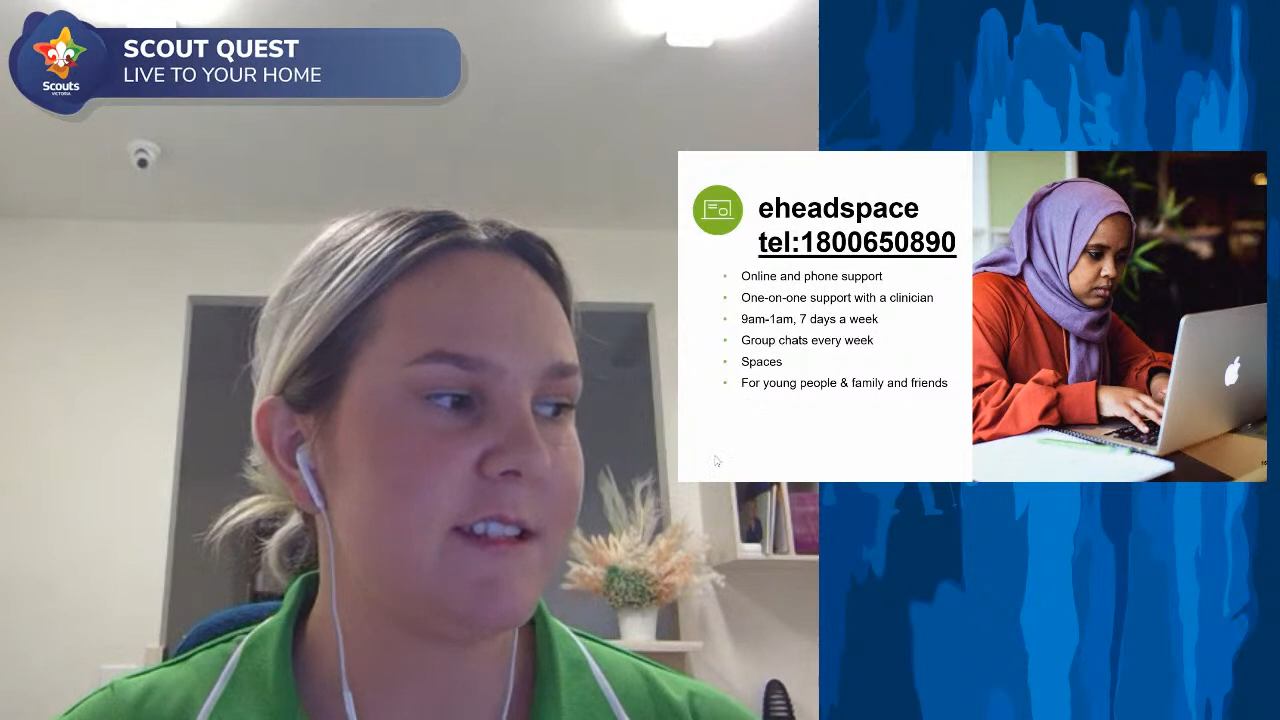 SCOUT QUEST
LIVE TO YOUR HOME
Scouts
VICTORIA
eheadspace
tel:1800650890
• Online and phone support
• One-on-one support with a clinician
• 9am-1am, 7 days a week
• Group chats every week
• Spaces
• For young people & family and friends